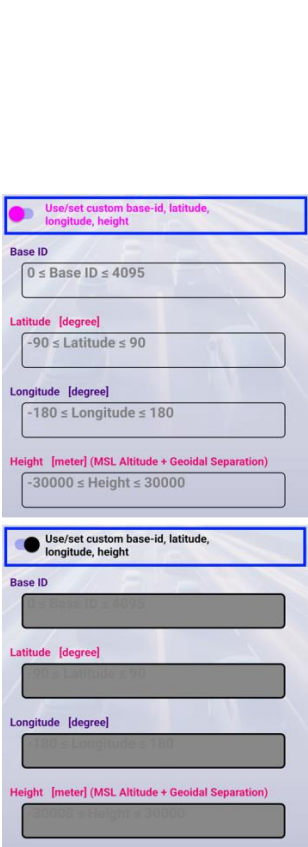 Use/set custom base-id, latitude,
longitude, height
Base ID
0 ≤ Base ID ≤ 4095
Latitude [degree]
-90 ≤ Latitude ≤ 90
Longitude [degree]
-180 ≤ Longitude ≤ 180
Height [meter] (MSL Altitude + Geoidal Separation)
-30000 ≤ Height ≤ 30000
Use/set custom base-id, latitude,
longitude, height
Base ID
0 ≤ Base ID ≤ 4095
Latitude [degree]
-90 ≤ Latitude ≤ 90
Longitude [degree]
-180 ≤ Longitude ≤ 180
Height [meter] (MSL Altitude + Geoidal Separation)
-30000 ≤ Height ≤ 30000